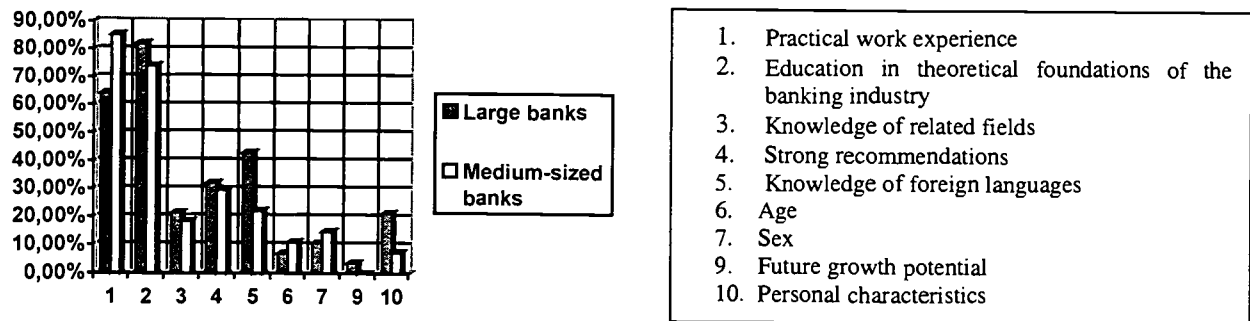 90,00%
80,00%
70,00%
60,00%
50,00%
40,00%
30,00%
20,00%
10,00%
0,00%
1 2 3 4 5 6 7 9 10
Large banks
Medium-sized
banks
1. Practical work experience
2. Education in theoretical foundations of the
banking industry
3. Knowledge of related fields
4. Strong recommendations
5. Knowledge of foreign languages
6. Age
7. Sex
9. Future growth potential
10. Personal characteristics